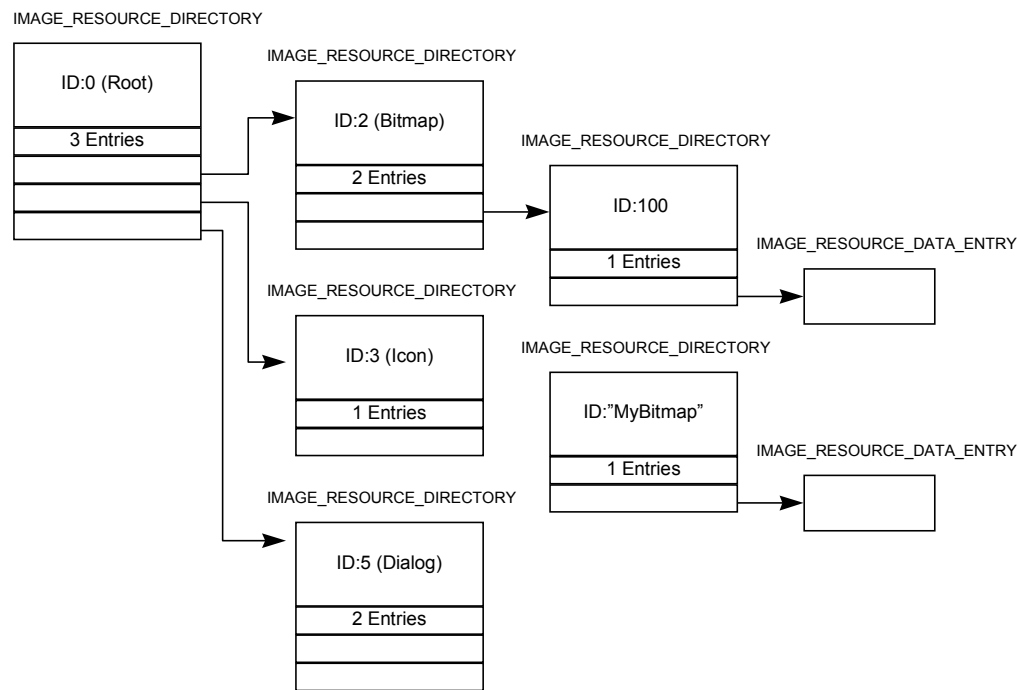 IMAGE_RESOURCE_DIRECTORY
ID:0 (Root)
3 Entries
IMAGE_RESOURCE_DIRECTORY
ID:2 (Bitmap)
2 Entries
IMAGE_RESOURCE_DIRECTORY
ID:100
1 Entries
IMAGE_RESOURCE_DATA_ENTRY
IMAGE_RESOURCE_DIRECTORY
ID:3 (Icon)
1 Entries
IMAGE_RESOURCE_DIRECTORY
ID:”MyBitmap”
1 Entries
IMAGE_RESOURCE_DATA_ENTRY
IMAGE_RESOURCE_DIRECTORY
ID:5 (Dialog)
2 Entries